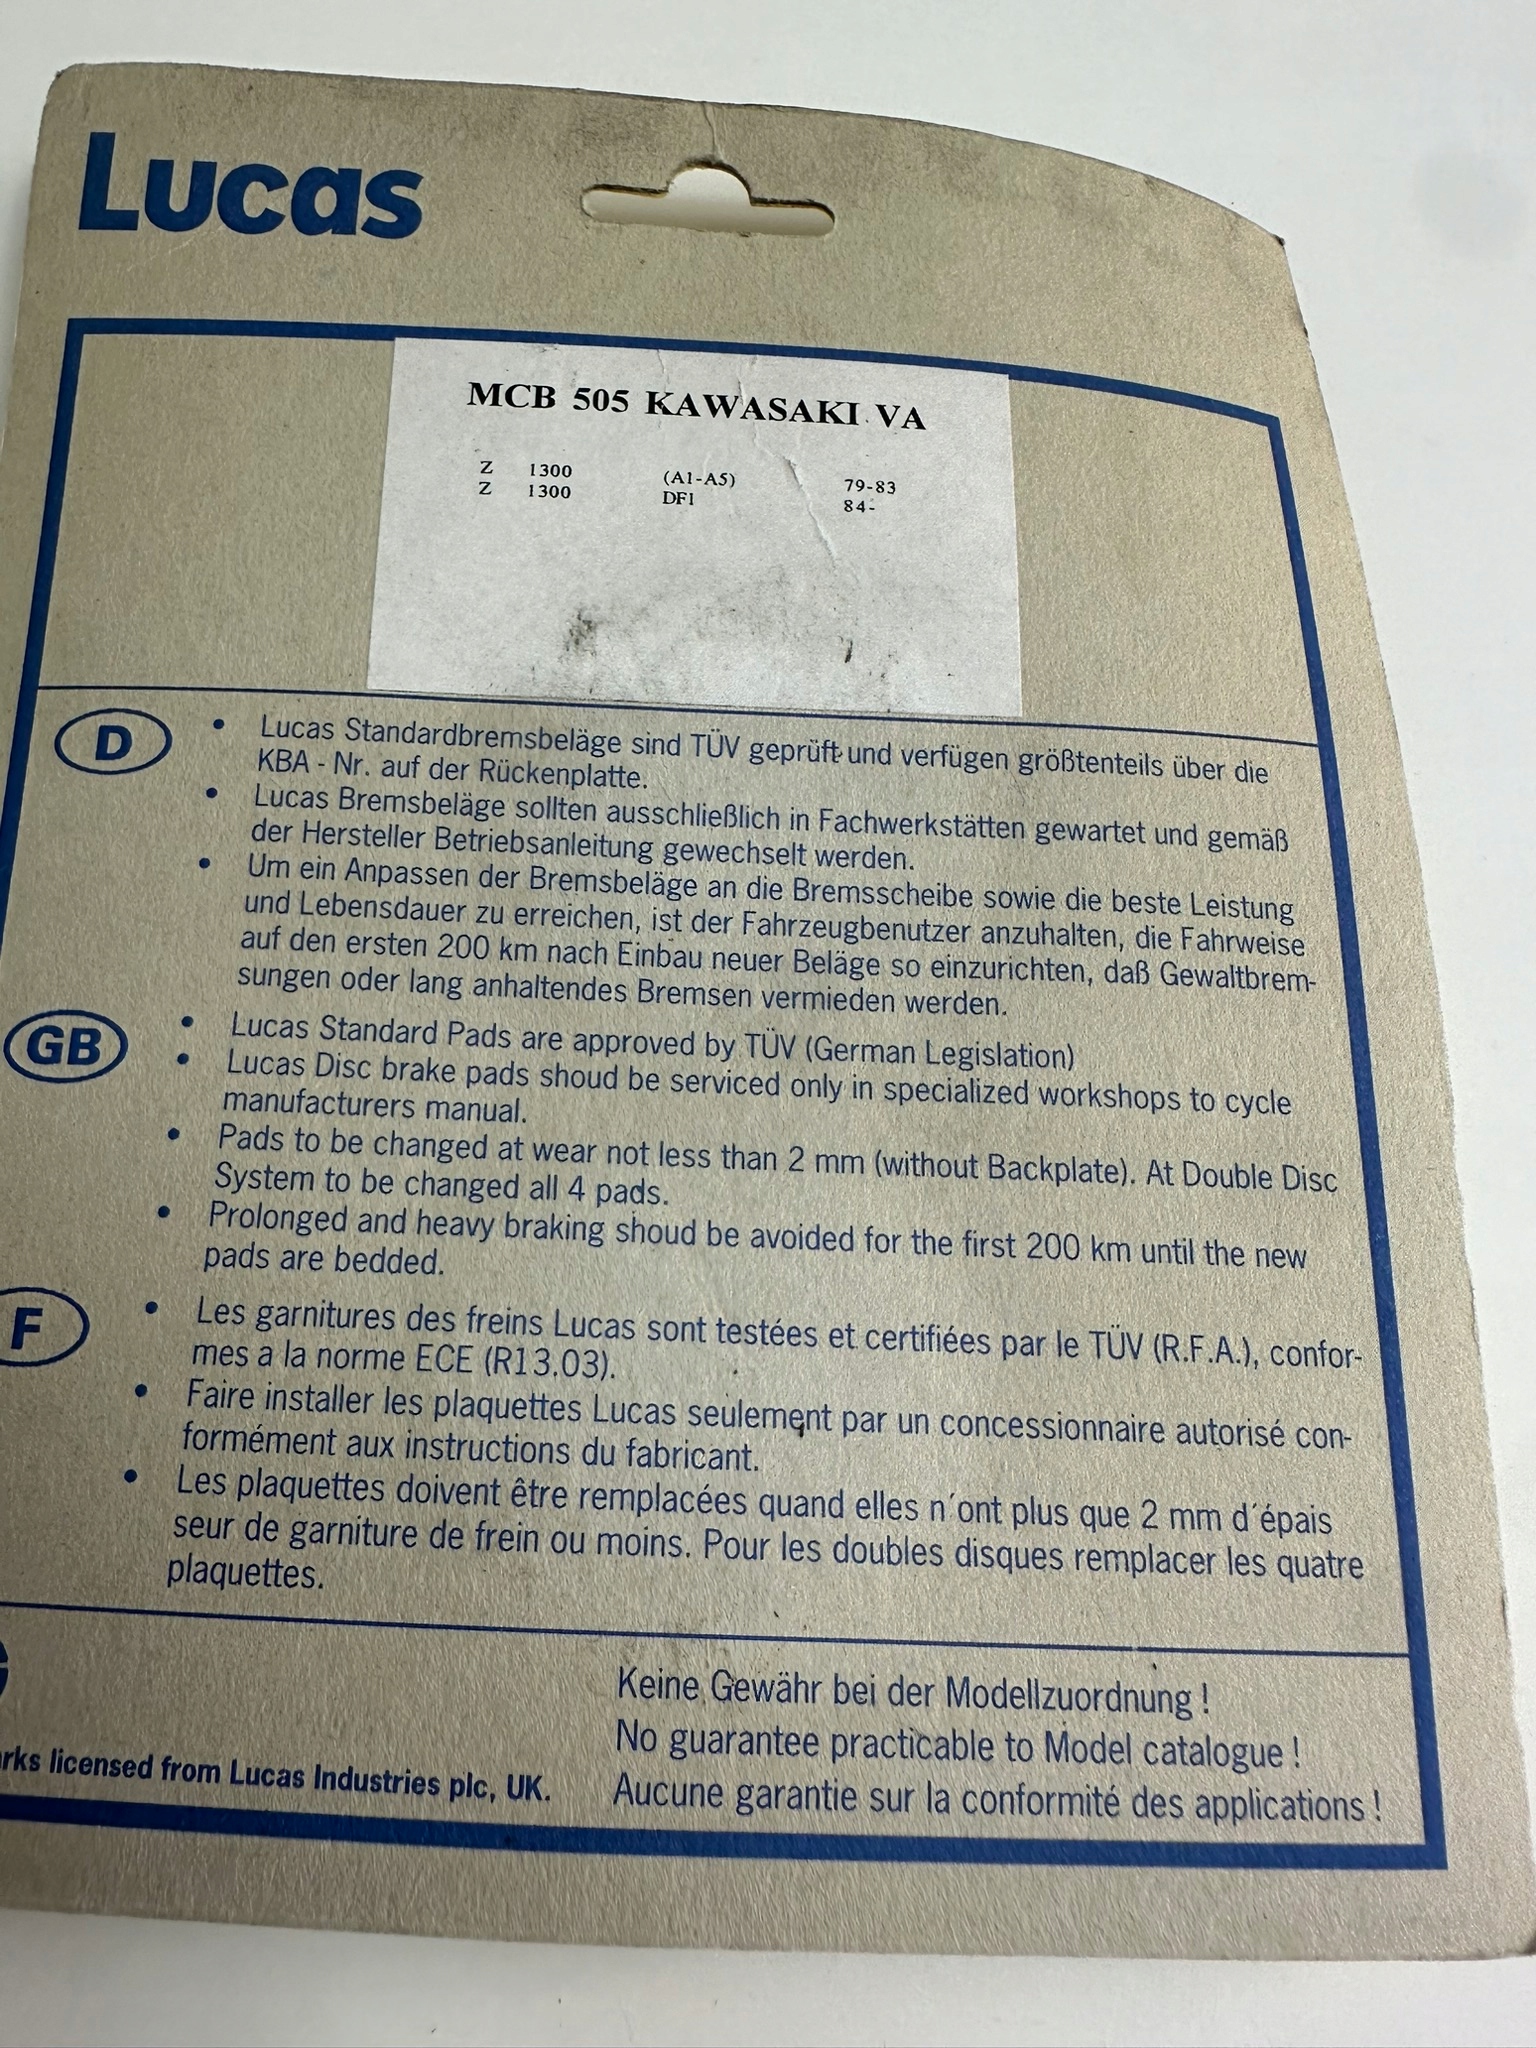 Lucas
MCB 505 KAWASAKI VA
Z 1300 (A1-A5) 79-83
Z 1300 DF1 84-
D
• Lucas Standardbremsbeläge sind TÜV geprüft und verfügen größtenteils über die
KBA - Nr. auf der Rückenplatte.
• Lucas Bremsbeläge sollten ausschließlich in Fachwerkstätten gewartet und gemäß
der Hersteller Betriebsanleitung gewechselt werden.
• Um ein Anpassen der Bremsbeläge an die Bremsscheibe sowie die beste Leistung
und Lebensdauer zu erreichen, ist der Fahrzeugbenutzer anzuhalten, die Fahrweise
auf den ersten 200 km nach Einbau neuer Beläge so einzurichten, daß Gewaltbrem-
sungen oder lang anhaltendes Bremsen vermieden werden.
GB
• Lucas Standard Pads are approved by TÜV (German Legislation)
• Lucas Disc brake pads shoud be serviced only in specialized workshops to cycle
manufacturers manual.
• Pads to be changed at wear not less than 2 mm (without Backplate). At Double Disc
System to be changed all 4 pads.
• Prolonged and heavy braking shoud be avoided for the first 200 km until the new
pads are bedded.
F
• Les garnitures des freins Lucas sont testées et certifiées par le TÜV (R.F.A.), confor-
mes a la norme ECE (R13.03).
• Faire installer les plaquettes Lucas seulement par un concessionnaire autorisé con-
formément aux instructions du fabricant.
• Les plaquettes doivent être remplacées quand elles n´ont plus que 2 mm d´épais
seur de garniture de frein ou moins. Pour les doubles disques remplacer les quatre
plaquettes.
Keine Gewähr bei der Modellzuordnung !
No guarantee practicable to Model catalogue !
Aucune garantie sur la conformité des applications !
rks licensed from Lucas Industries plc, UK.